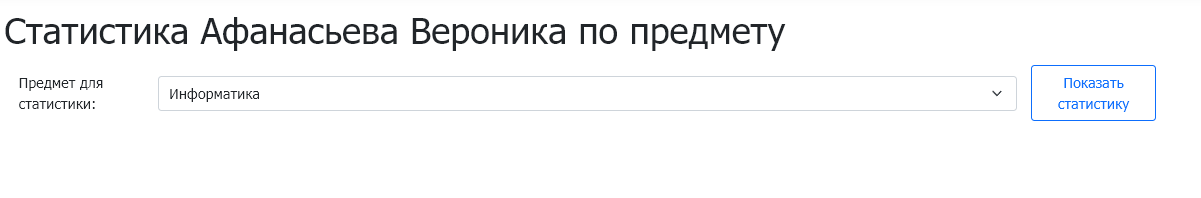 Статистика Афанасьева Вероника по предмету
Предмет для
статистики:
Информатика
Показать
статистику